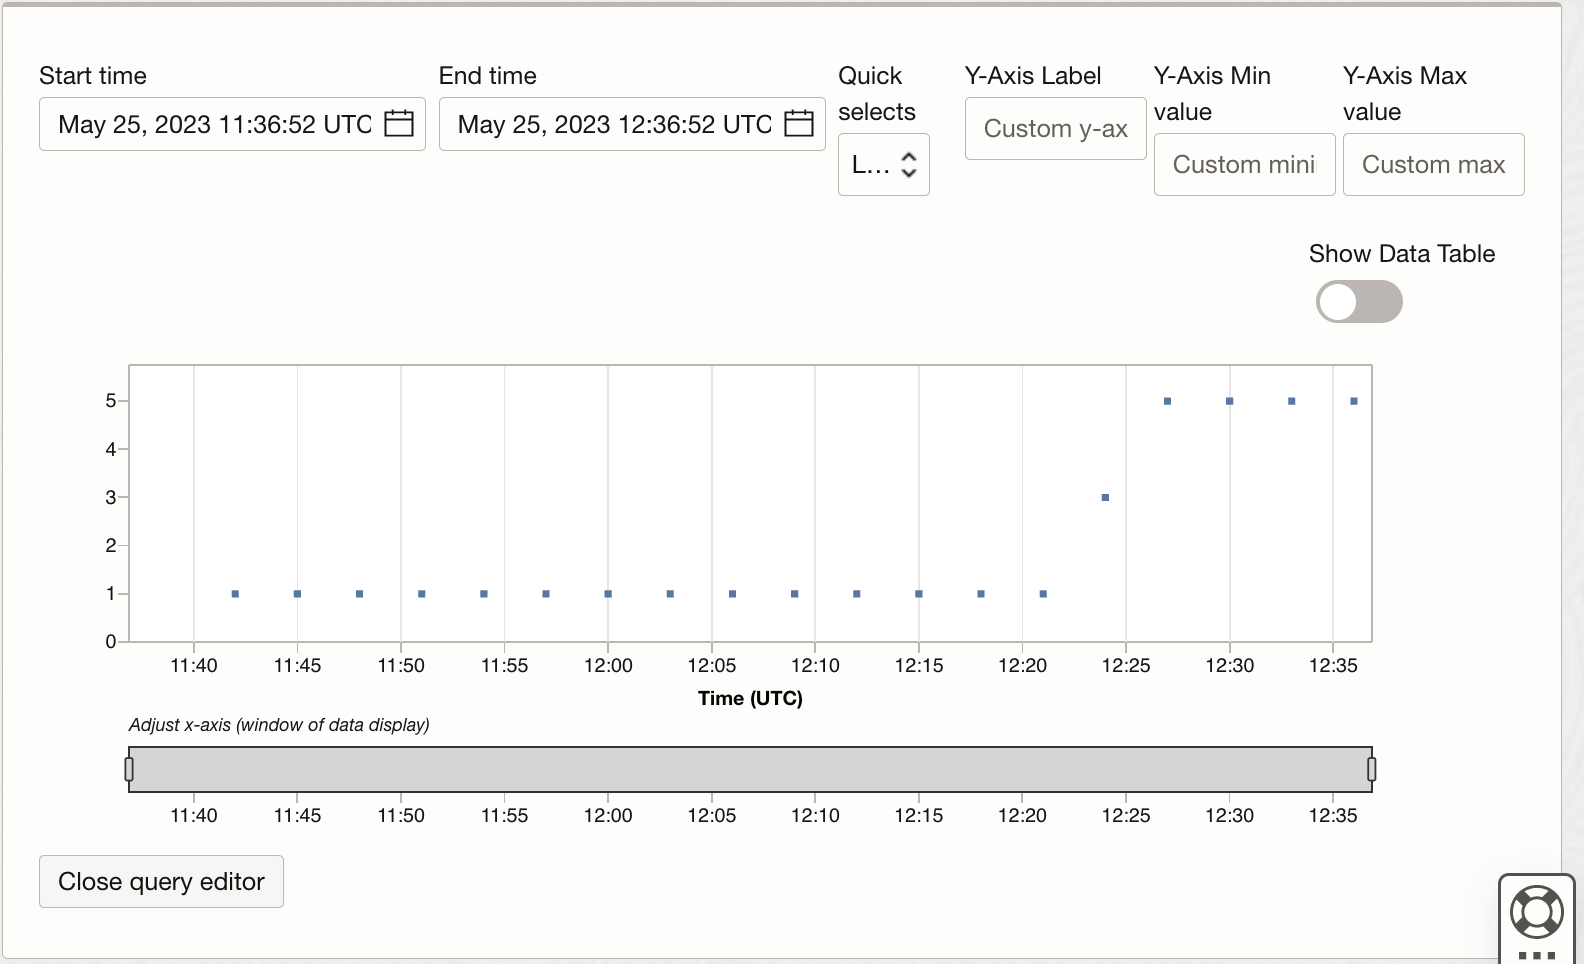 Start time
End time
Quick selects
Y-Axis Label
Y-Axis Min value
Y-Axis Max value
May 25, 2023 11:36:52 UTC
May 25, 2023 12:36:52 UTC
L...
Custom y-ax
Custom mini
Custom max
Show Data Table
5
4
3
2
1
0
11:40 11:45 11:50 11:55 12:00 12:05 12:10 12:15 12:20 12:25 12:30 12:35
Time (UTC)
Adjust x-axis (window of data display)
11:40 11:45 11:50 11:55 12:00 12:05 12:10 12:15 12:20 12:25 12:30 12:35
Close query editor